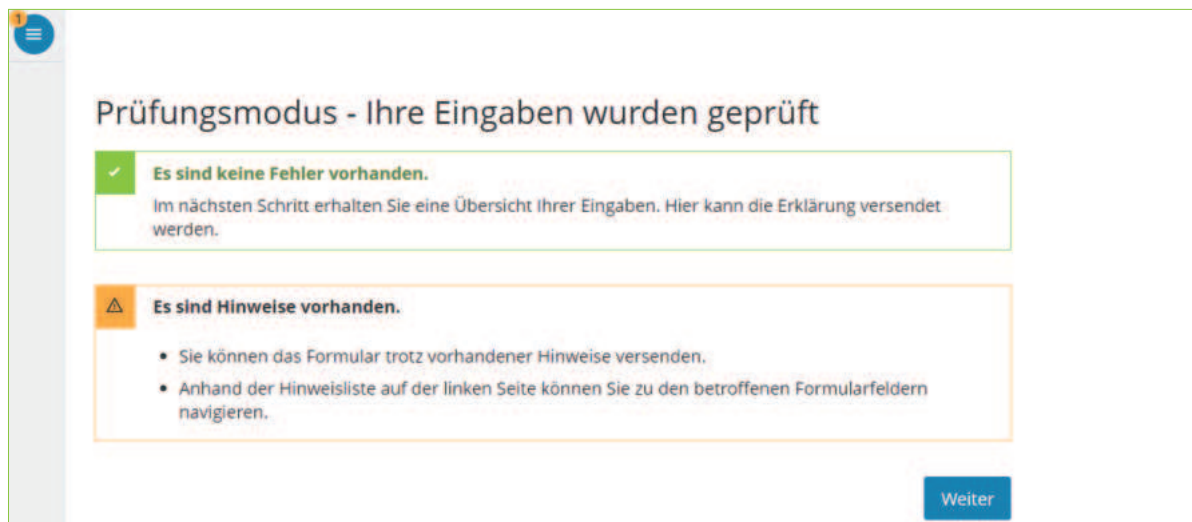 1
Prüfungsmodus - Ihre Eingaben wurden geprüft
Es sind keine Fehler vorhanden.
Im nächsten Schritt erhalten Sie eine Übersicht Ihrer Eingaben. Hier kann die Erklärung versendet
werden.
Es sind Hinweise vorhanden.
• Sie können das Formular trotz vorhandener Hinweise versenden.
• Anhand der Hinweisliste auf der linken Seite können Sie zu den betroffenen Formularfeldern
navigieren.
Weiter